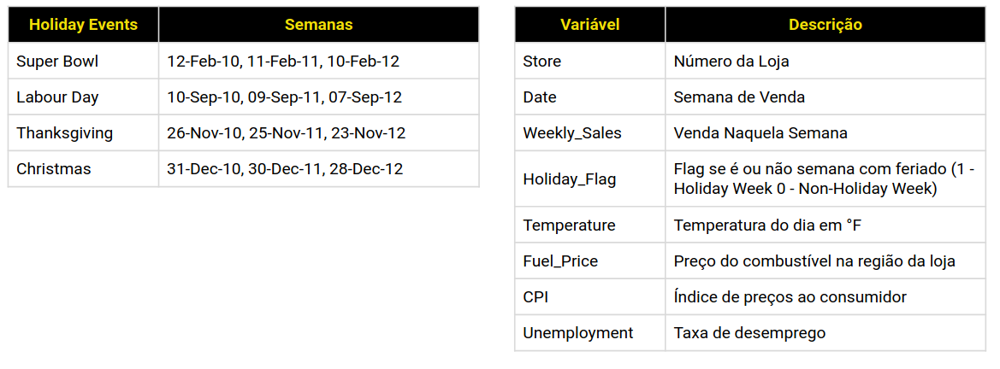 Holiday Events Semanas
Super Bowl 12-Feb-10, 11-Feb-11, 10-Feb-12
Labour Day 10-Sep-10, 09-Sep-11, 07-Sep-12
Thanksgiving 26-Nov-10, 25-Nov-11, 23-Nov-12
Christmas 31-Dec-10, 30-Dec-11, 28-Dec-12
Variável Descrição
Store Número da Loja
Date Semana de Venda
Weekly_Sales Venda Naquela Semana
Holiday_Flag Flag se é ou não semana com feriado (1 -
Holiday Week 0 - Non-Holiday Week)
Temperature Temperatura do dia em °F
Fuel_Price Preço do combustível na região da loja
CPI Índice de preços ao consumidor
Unemployment Taxa de desemprego